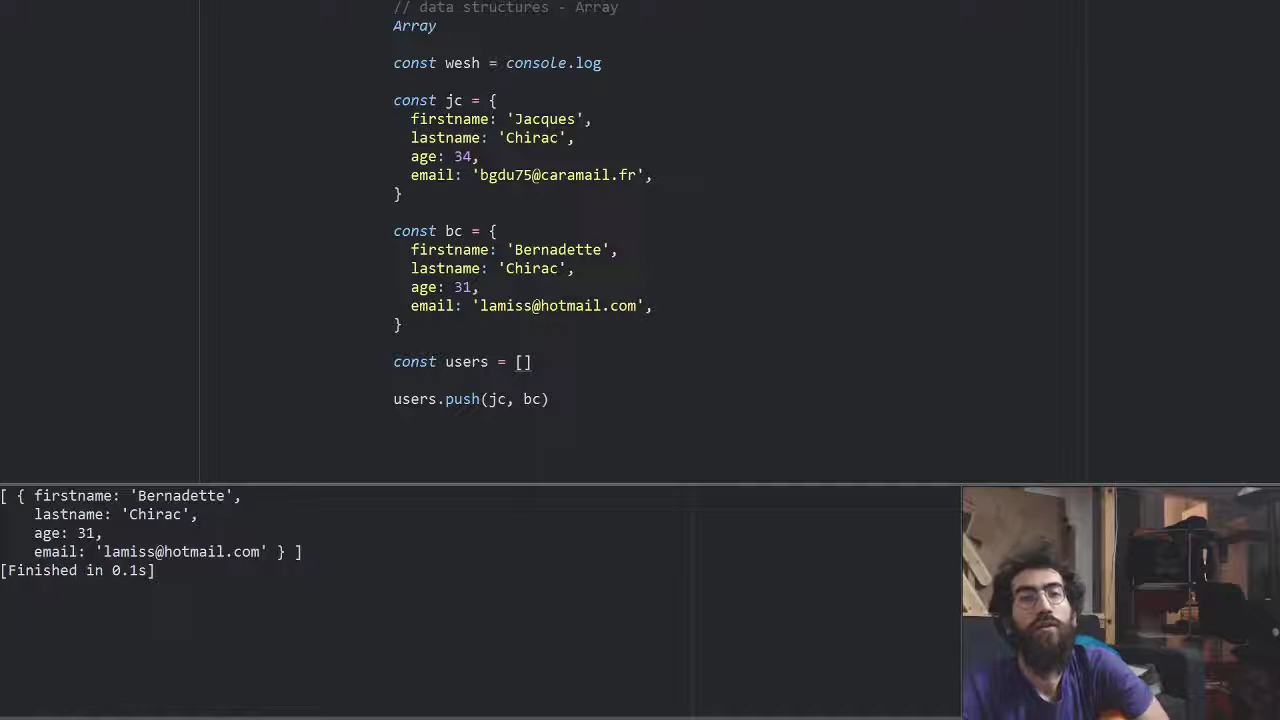 // data structures - Array
Array
const wesh = console.log
const jc = {
firstname: 'Jacques',
lastname: 'Chirac',
age: 34,
email: 'bgdu75@caramail.fr',
}
const bc = {
firstname: 'Bernadette',
lastname: 'Chirac',
age: 31,
email: 'lamiss@hotmail.com',
}
const users = []
users.push(jc, bc)
[ { firstname: 'Bernadette',
lastname: 'Chirac',
age: 31,
email: 'lamiss@hotmail.com' } ]
[Finished in 0.1s]